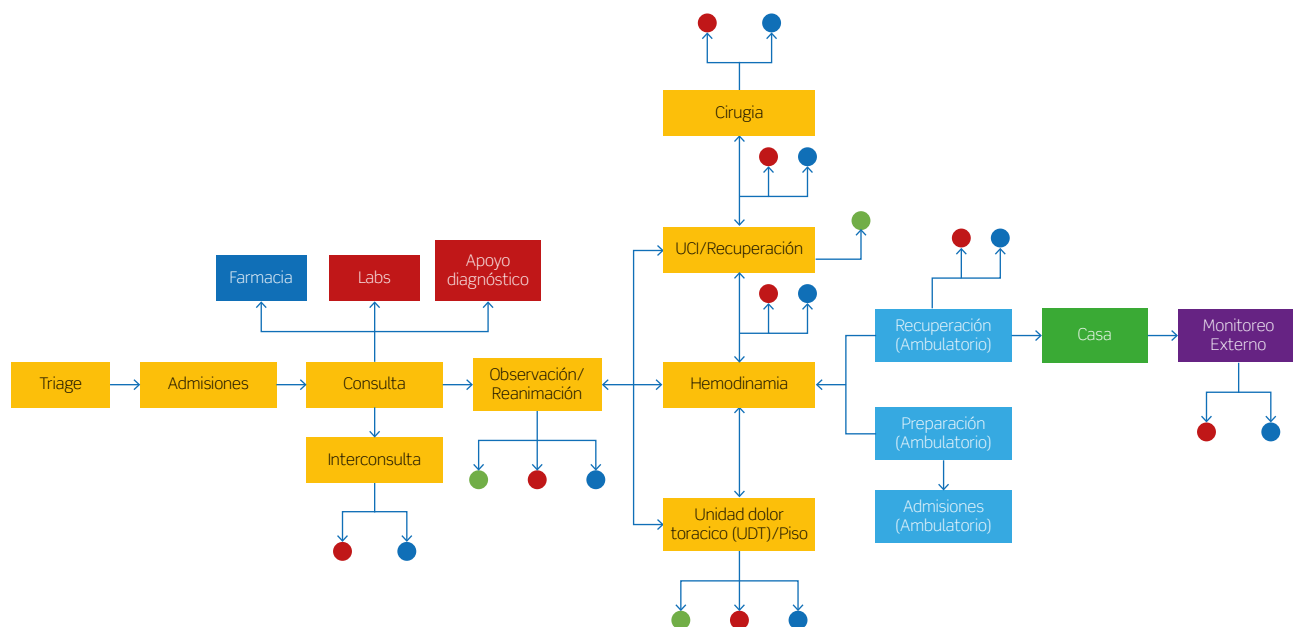 Cirugia
UCI/Recuperación
Farmacia
Labs
Apoyo
diagnóstico
Recuperación
(Ambulatorio)
Casa
Monitoreo
Externo
Triage
Admisiones
Consulta
Observación/
Reanimación
Hemodinamia
Preparación
(Ambulatorio)
Interconsulta
Unidad dolor
toracico (UDT)/Piso
Admisiones
(Ambulatorio)